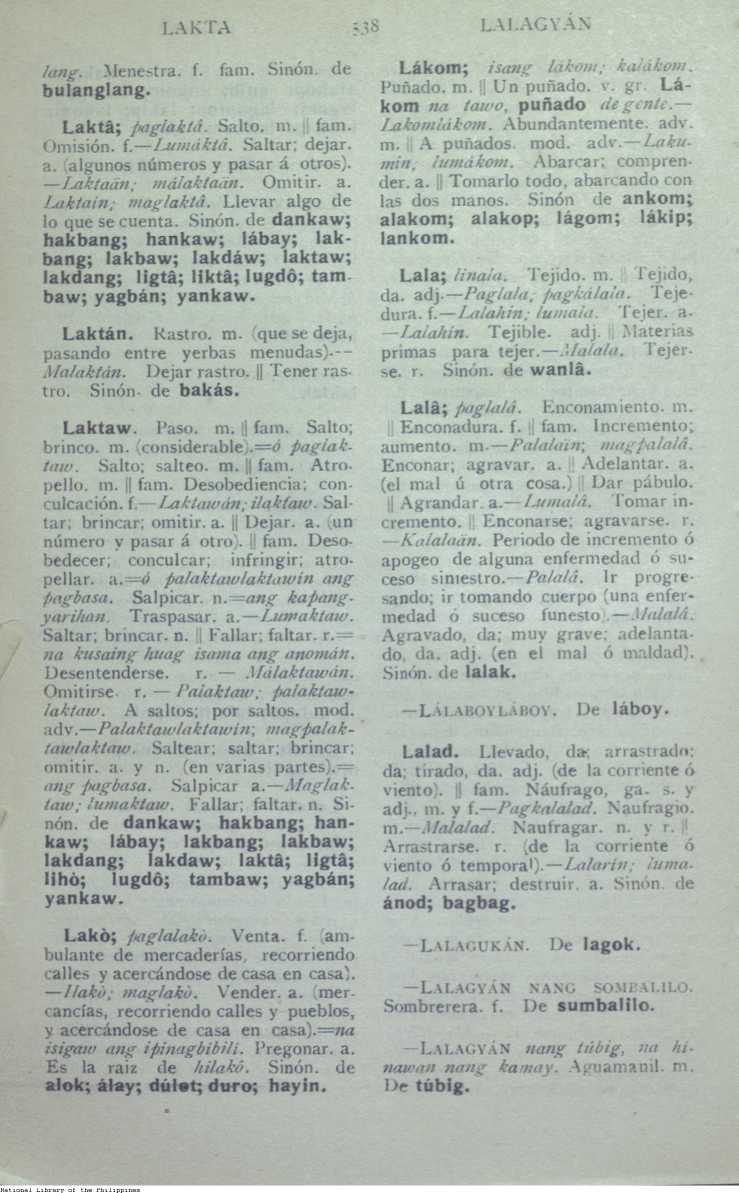 LAKTA 538 LALAGYÁN
lang. Menestra. f. fam. Sinón. de
bulanglang.
Laktâ; paglaktâ. Salto. m. || fam.
Omisión. f.—Lumáktâ. Saltar; dejar.
a. (algunos números y pasar á otros).
—Laktaán; málaktaán. Omitir. a.
Laktain; maglaktâ. Llevar algo de
lo que se cuenta. Sinón. de dankaw;
hakbang; hankaw; lábay; lak-
bang; lakbaw; lakdáw; laktaw;
lakdang; ligtâ; liktâ; lugdô; tam-
baw; yagbán; yankaw.
Laktán. Rastro. m. (que se deja,
pasando entre yerbas menudas).--
Malaktán. Dejar rastro. || Tener ras-
tro. Sinón. de bakás.
Laktaw. Paso. m. || fam. Salto;
brinco. m. (considerable).=ó paglak-
taw. Salto; salteo. m. || fam. Atro-
pello. m. || fam. Desobediencia; con-
culcación. f.—Laktawán; ilaktaw. Sal-
tar; brincar; omitir. a. || Dejar. a. (un
número y pasar á otro). || fam. Deso-
bedecer; conculcar; infringir; atro-
pellar. a.=ó palaktawlaktawin ang
pagbasa. Salpicar. n.=ang kapang-
yarihan. Traspasar. a.—Lumaktaw.
Saltar; brincar. n. || Fallar; faltar. r.=
na kusaing huag isama ang anomán.
Desentenderse. r. — Málaktawán.
Omitirse. r. — Palaktaw; palaktaw-
laktaw. A saltos; por saltos. mod.
adv.—Palaktawlaktawin; magpalak-
tawlaktaw. Saltear; saltar; brincar;
omitir. a. y n. (en varias partes).=
ang pagbasa. Salpicar a.—Maglak-
taw; lumaktaw. Fallar; faltar. n. Si-
nón. de dankaw; hakbang; han-
kaw; lábay; lakbang; lakbaw;
lakdang; lakdaw; laktâ; ligtâ;
lihò; lugdô; tambaw; yagbán;
yankaw.
Lakò; paglalakò. Venta. f. (am-
bulante de mercaderías, recorriendo
calles y acercándose de casa en casa).
—Ilakò; maglakò. Vender. a. (mer-
cancías, recorriendo calles y pueblos,
y acercándose de casa en casa).=na
isigaw ang ipinagbibili. Pregonar. a.
Es la raiz de hilakó. Sinón. de
alok; álay; dúlot; duro; hayin.
Lákom; isang lákom; kalákom.
Puñado. m. || Un puñado. v. gr. Lá-
kom na tawo, puñado de gente.—
Lakomlákom. Abundantemente. adv.
m. || A puñados. mod. adv.—Laku-
min; lumákom. Abarcar; compren-
der. a. || Tomarlo todo, abarcando con
las dos manos. Sinón de ankom;
alakom; alakop; lágom; lákip;
lankom.
Lala; linala. Tejido. m. || Tejido,
da. adj.—Paglala; pagkálala. Teje-
dura. f.—Lalahin; lumala. Tejer. a.
—Lalahin. Tejible. adj. || Materias
primas para tejer.—Malala. Tejer-
se. r. Sinón. de wanlâ.
Lalâ; paglalâ. Enconamiento. m.
|| Enconadura. f. || fam. Incremento;
aumento. m.—Palalain; magpalalâ.
Enconar; agravar. a. || Adelantar. a.
(el mal ú otra cosa.) || Dar pábulo.
|| Agrandar. a.—Lumalâ. Tomar in-
cremento. || Enconarse; agravarse. r.
—Kalalaán. Periodo de incremento ó
apogeo de alguna enfermedad ó su-
ceso siniestro.—Palalâ. Ir progre-
sando; ir tomando cuerpo (una enfer-
medad ó suceso funesto).—Malalâ.
Agravado, da; muy grave; adelanta-
do, da. adj. (en el mal ó maldad).
Sinón. de lalak.
—LÁLABOYLÁBOY. De láboy.
Lalad. Llevado, da; arrastrado;
da; tirado, da. adj. (de la corriente ó
viento). || fam. Náufrago, ga. s. y
adj., m. y f.—Pagkalalad. Naufragio.
m.—Malalad. Naufragar. n. y r. ||
Arrastrarse. r. (de la corriente ó
viento ó temporal).—Lalarin; luma-
lad. Arrasar; destruir. a. Sinón. de
ánod; bagbag.
—LALAGUKÁN. De lagok.
—LALAGYÁN NANG SOMBALILO.
Sombrerera. f. De sumbalilo.
—LALAGYÁN nang túbig, na hi-
nawan nang kamay. Aguamanil. m.
De túbig.
National Library of the Philippines